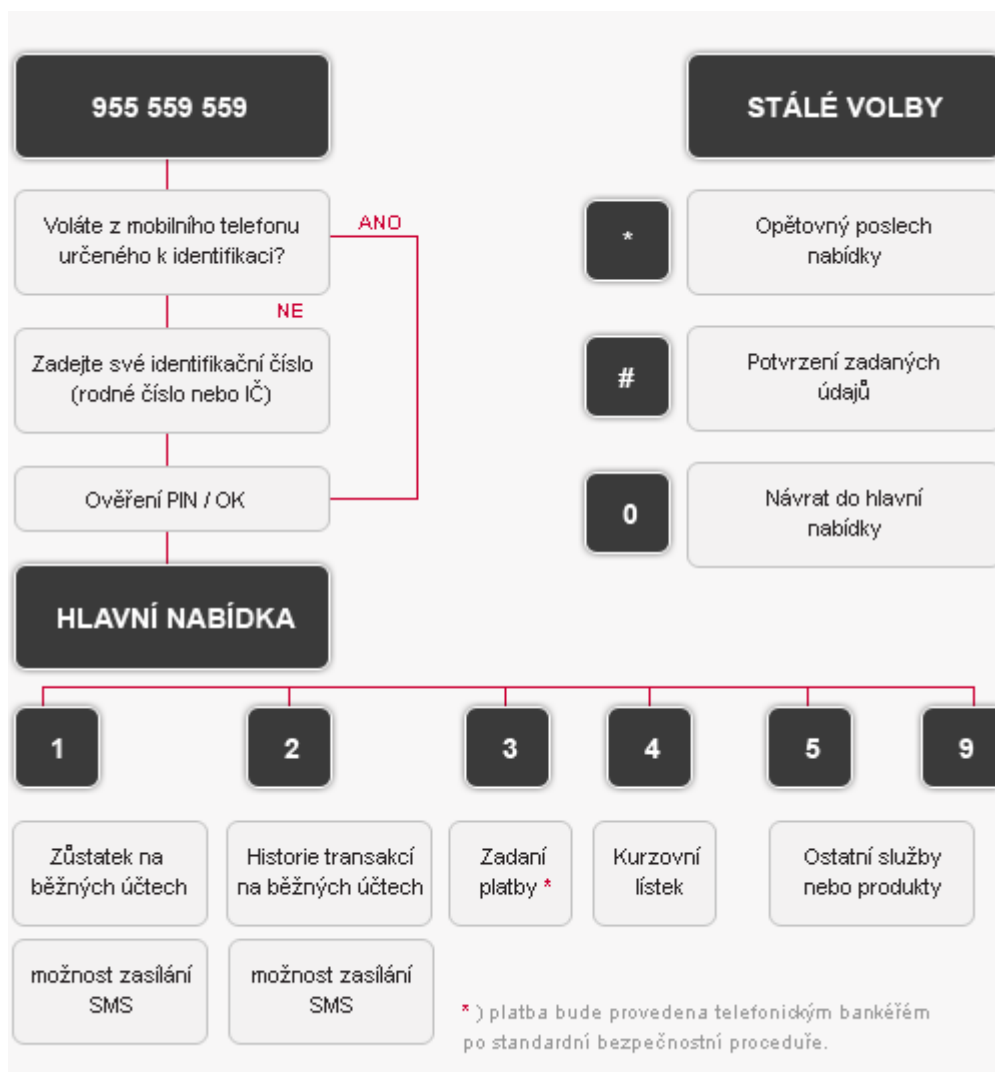 955 559 559
STÁLÉ VOLBY
Voláte z mobilního telefonu
určeného k identifikaci?
ANO
*
Opětovný poslech
nabídky
NE
Zadejte své identifikační číslo
(rodné číslo nebo IČ)
#
Potvrzení zadaných
údajů
Ověření PIN / OK
0
Návrat do hlavní
nabídky
HLAVNÍ NABÍDKA
1
2
3
4
5
9
Zůstatek na
běžných účtech
Historie transakcí
na běžných účtech
Zadaní
platby *
Kurzovní
lístek
Ostatní služby
nebo produkty
možnost zasílání
SMS
možnost zasílání
SMS
* ) platba bude provedena telefonickým bankéřém
po standardní bezpečnostní proceduře.